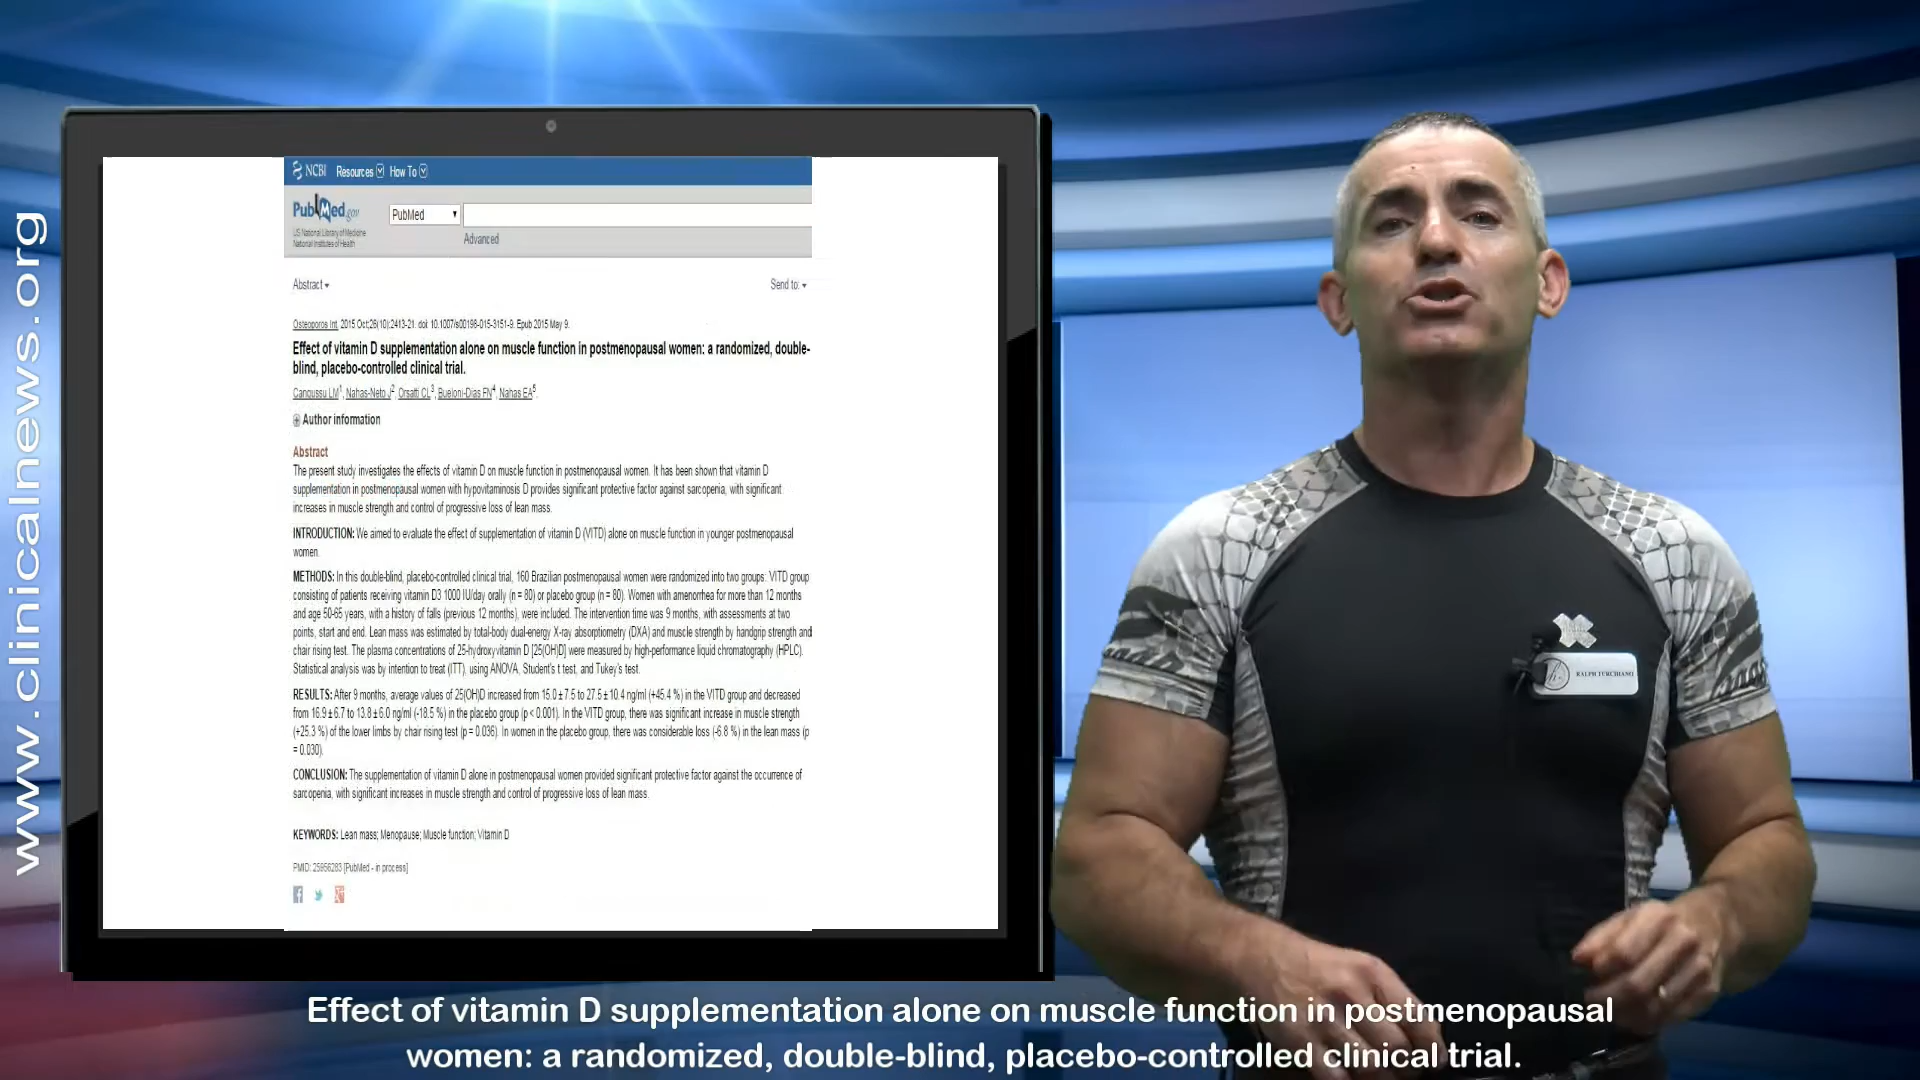 www.clinicalnews.org
NCBI Resources How To
PubMed.gov
US National Library of Medicine
National Institutes of Health
PubMed
Advanced
Abstract
Send to:
Osteoporos Int. 2015 Oct;26(10):2413-21. doi: 10.1007/s00198-015-3151-9. Epub 2015 May 9.
Effect of vitamin D supplementation alone on muscle function in postmenopausal women: a randomized, double-
blind, placebo-controlled clinical trial.
Cangussu LM1, Nahas-Neto J2, Orsatti CL3, Bueloni-Dias FN4, Nahas EA5.
Author information
Abstract
The present study investigates the effects of vitamin D on muscle function in postmenopausal women. It has been shown that vitamin D
supplementation in postmenopausal women with hypovitaminosis D provides significant protective factor against sarcopenia, with significant
increases in muscle strength and control of progressive loss of lean mass.
INTRODUCTION: We aimed to evaluate the effect of supplementation of vitamin D (VITD) alone on muscle function in younger postmenopausal
women.
METHODS: In this double-blind, placebo-controlled clinical trial, 160 Brazilian postmenopausal women were randomized into two groups: VITD group
consisting of patients receiving vitamin D3 1000 IU/day orally (n = 80) or placebo group (n = 80). Women with amenorrhea for more than 12 months
and age 50-65 years, with a history of falls (previous 12 months), were included. The intervention time was 9 months, with assessments at two
points, start and end. Lean mass was estimated by total-body dual-energy X-ray absorptiometry (DXA) and muscle strength by handgrip strength and
chair rising test. The plasma concentrations of 25-hydroxyvitamin D [25(OH)D] were measured by high-performance liquid chromatography (HPLC).
Statistical analysis was by intention to treat (ITT), using ANOVA, Student's t test, and Tukey's test.
RESULTS: After 9 months, average values of 25(OH)D increased from 15.0 ± 7.5 to 27.5 ± 10.4 ng/ml (+45.4 %) in the VITD group and decreased
from 16.9 ± 6.7 to 13.8 ± 6.0 ng/ml (-18.5 %) in the placebo group (p < 0.001). In the VITD group, there was significant increase in muscle strength
(+25.3 %) of the lower limbs by chair rising test (p = 0.036). In women in the placebo group, there was considerable loss (-6.8 %) in the lean mass (p
= 0.030).
CONCLUSION: The supplementation of vitamin D alone in postmenopausal women provided significant protective factor against the occurrence of
sarcopenia, with significant increases in muscle strength and control of progressive loss of lean mass.
KEYWORDS: Lean mass; Menopause; Muscle function; Vitamin D
PMID: 25956283 [PubMed - in process]
RALPH TURCHIANO
Effect of vitamin D supplementation alone on muscle function in postmenopausal
women: a randomized, double-blind, placebo-controlled clinical trial.